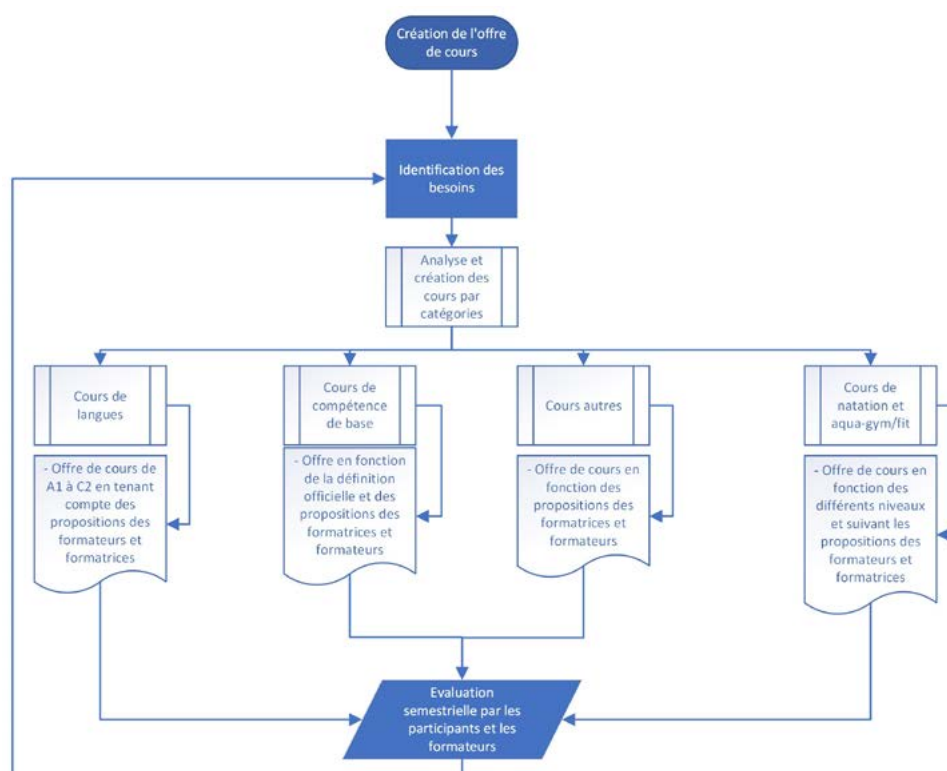 Création de l'offre
de cours
Identification des
besoins
Analyse et
création des
cours par
catégories
Cours de
langues
Cours de
compétence
de base
Cours autres
Cours de
natation et
aqua-gym/fit
- Offre de cours de
A1 à C2 en tenant
compte des
propositions des
formateurs et
formatrices
- Offre en fonction
de la définition
officielle et des
propositions des
formatrices et
formateurs
- Offre de cours en
fonction des
propositions des
formatrices et
formateurs
- Offre de cours en
fonction des
différents niveaux
et suivant les
propositions des
formateurs et
formatrices
Evaluation
semestrielle par les
participants et les
formateurs